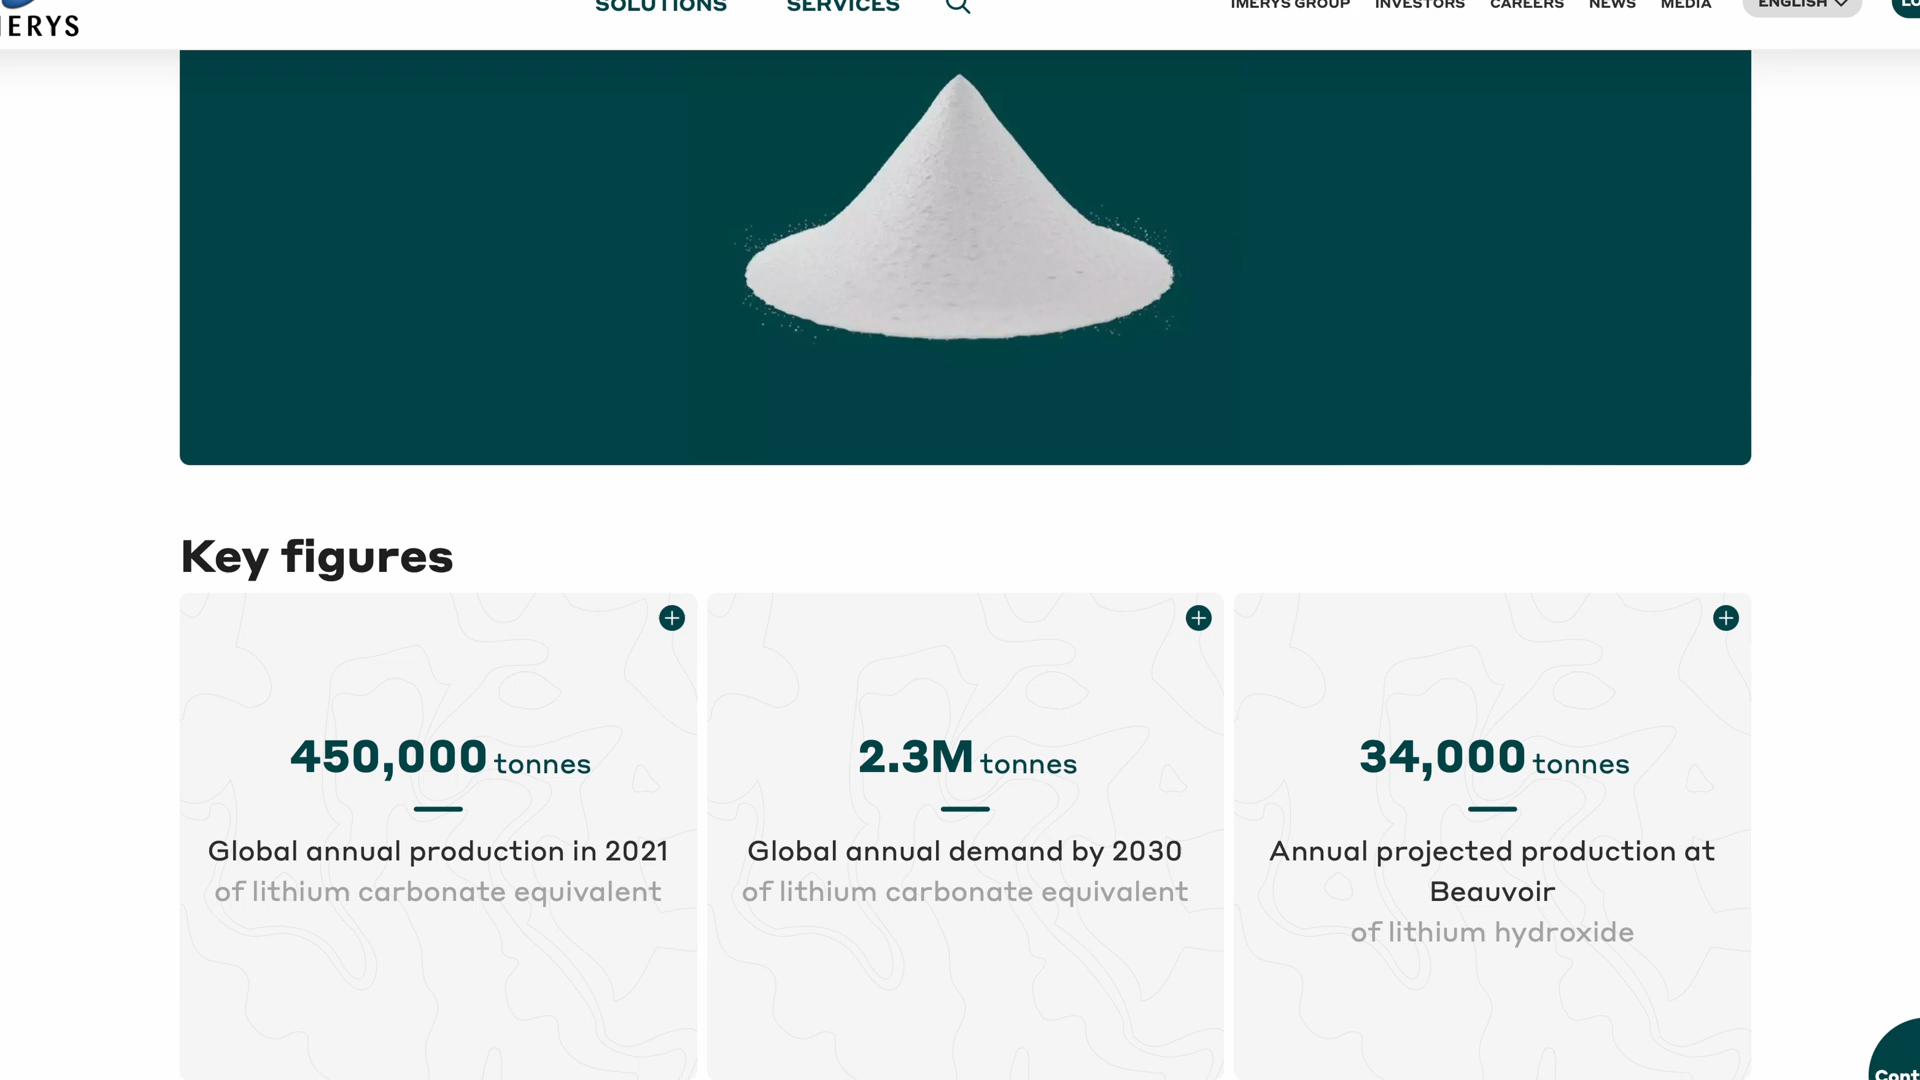 IMERYS
SOLUTIONS
SERVICES
IMERYS GROUP
INVESTORS
CAREERS
NEWS
MEDIA
ENGLISH
Key figures
450,000 tonnes
Global annual production in 2021
of lithium carbonate equivalent
2.3M tonnes
Global annual demand by 2030
of lithium carbonate equivalent
34,000 tonnes
Annual projected production at
Beauvoir
of lithium hydroxide